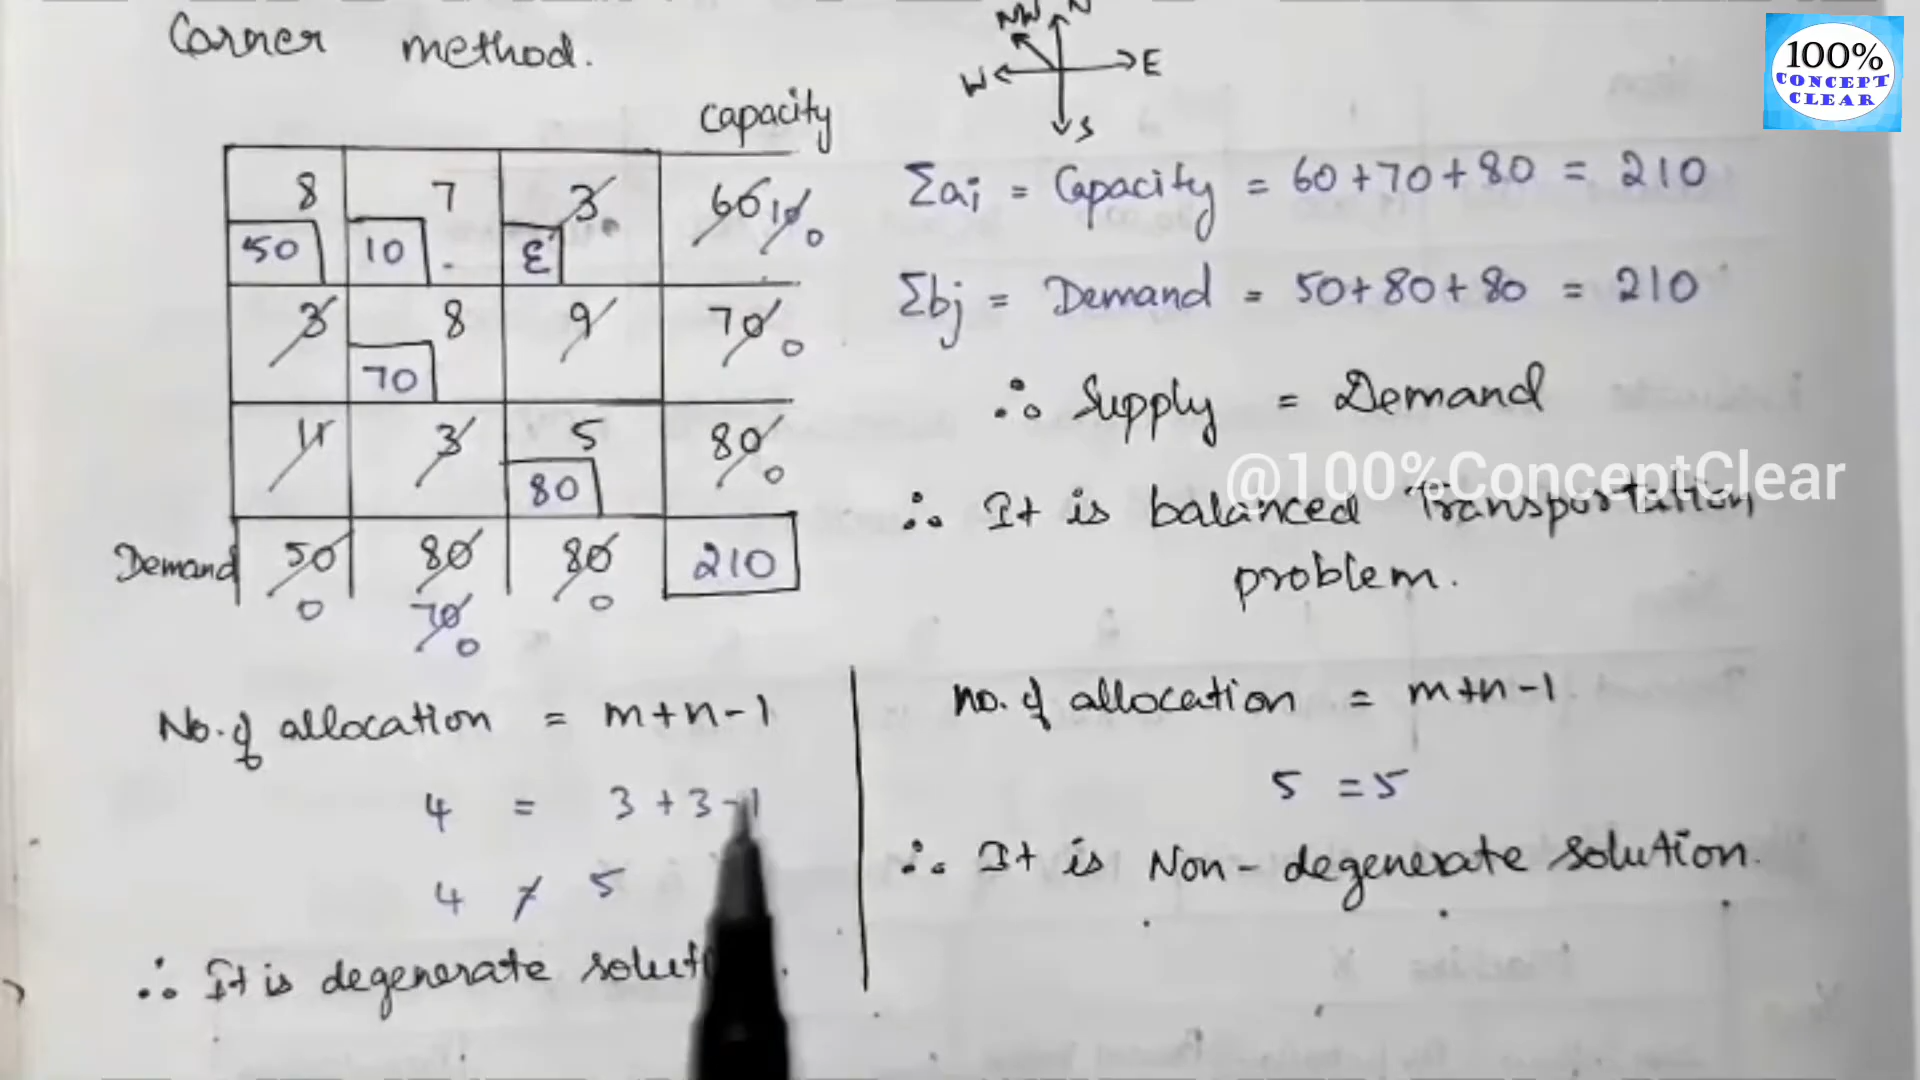 Corner method.
NW N
W E
S
100%
CONCEPT
CLEAR
capacity
8 7 3 60 10 0
50 10 ε
3 8 9 70 0
70
11 3 5 80 0
80
Demand 50 80 80 210
0 70 0
0
Σai = Capacity = 60+70+80 = 210
Σbj = Demand = 50+80+80 = 210
∴ Supply = Demand
@100%ConceptClear
∴ It is balanced Transportation
problem.
No. of allocation = m+n-1
4 = 3+3-1
4 ≠ 5
∴ It is degenerate
no. of allocation = m+n-1
5 = 5
∴ It is Non-degenerate solution.